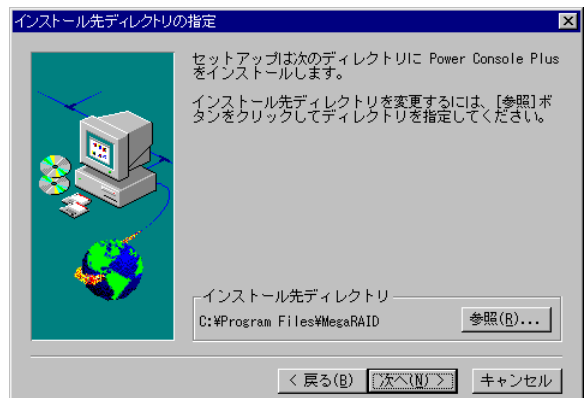 インストール先ディレクトリの指定
セットアップは次のディレクトリに Power Console Plus
をインストールします。
インストール先ディレクトリを変更するには、[参照]ボ
タンをクリックしてディレクトリを指定してください。
インストール先ディレクトリ
C:¥Program Files¥MegaRAID
参照(R)...
< 戻る(B)
次へ(N) >
キャンセル